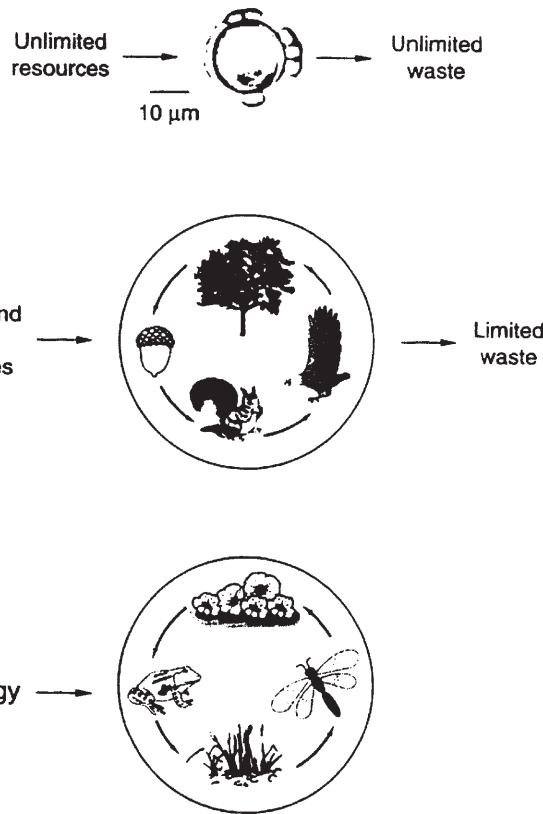 Unlimited
resources
Unlimited
waste
10 μm
nd
es
Limited
waste
gy